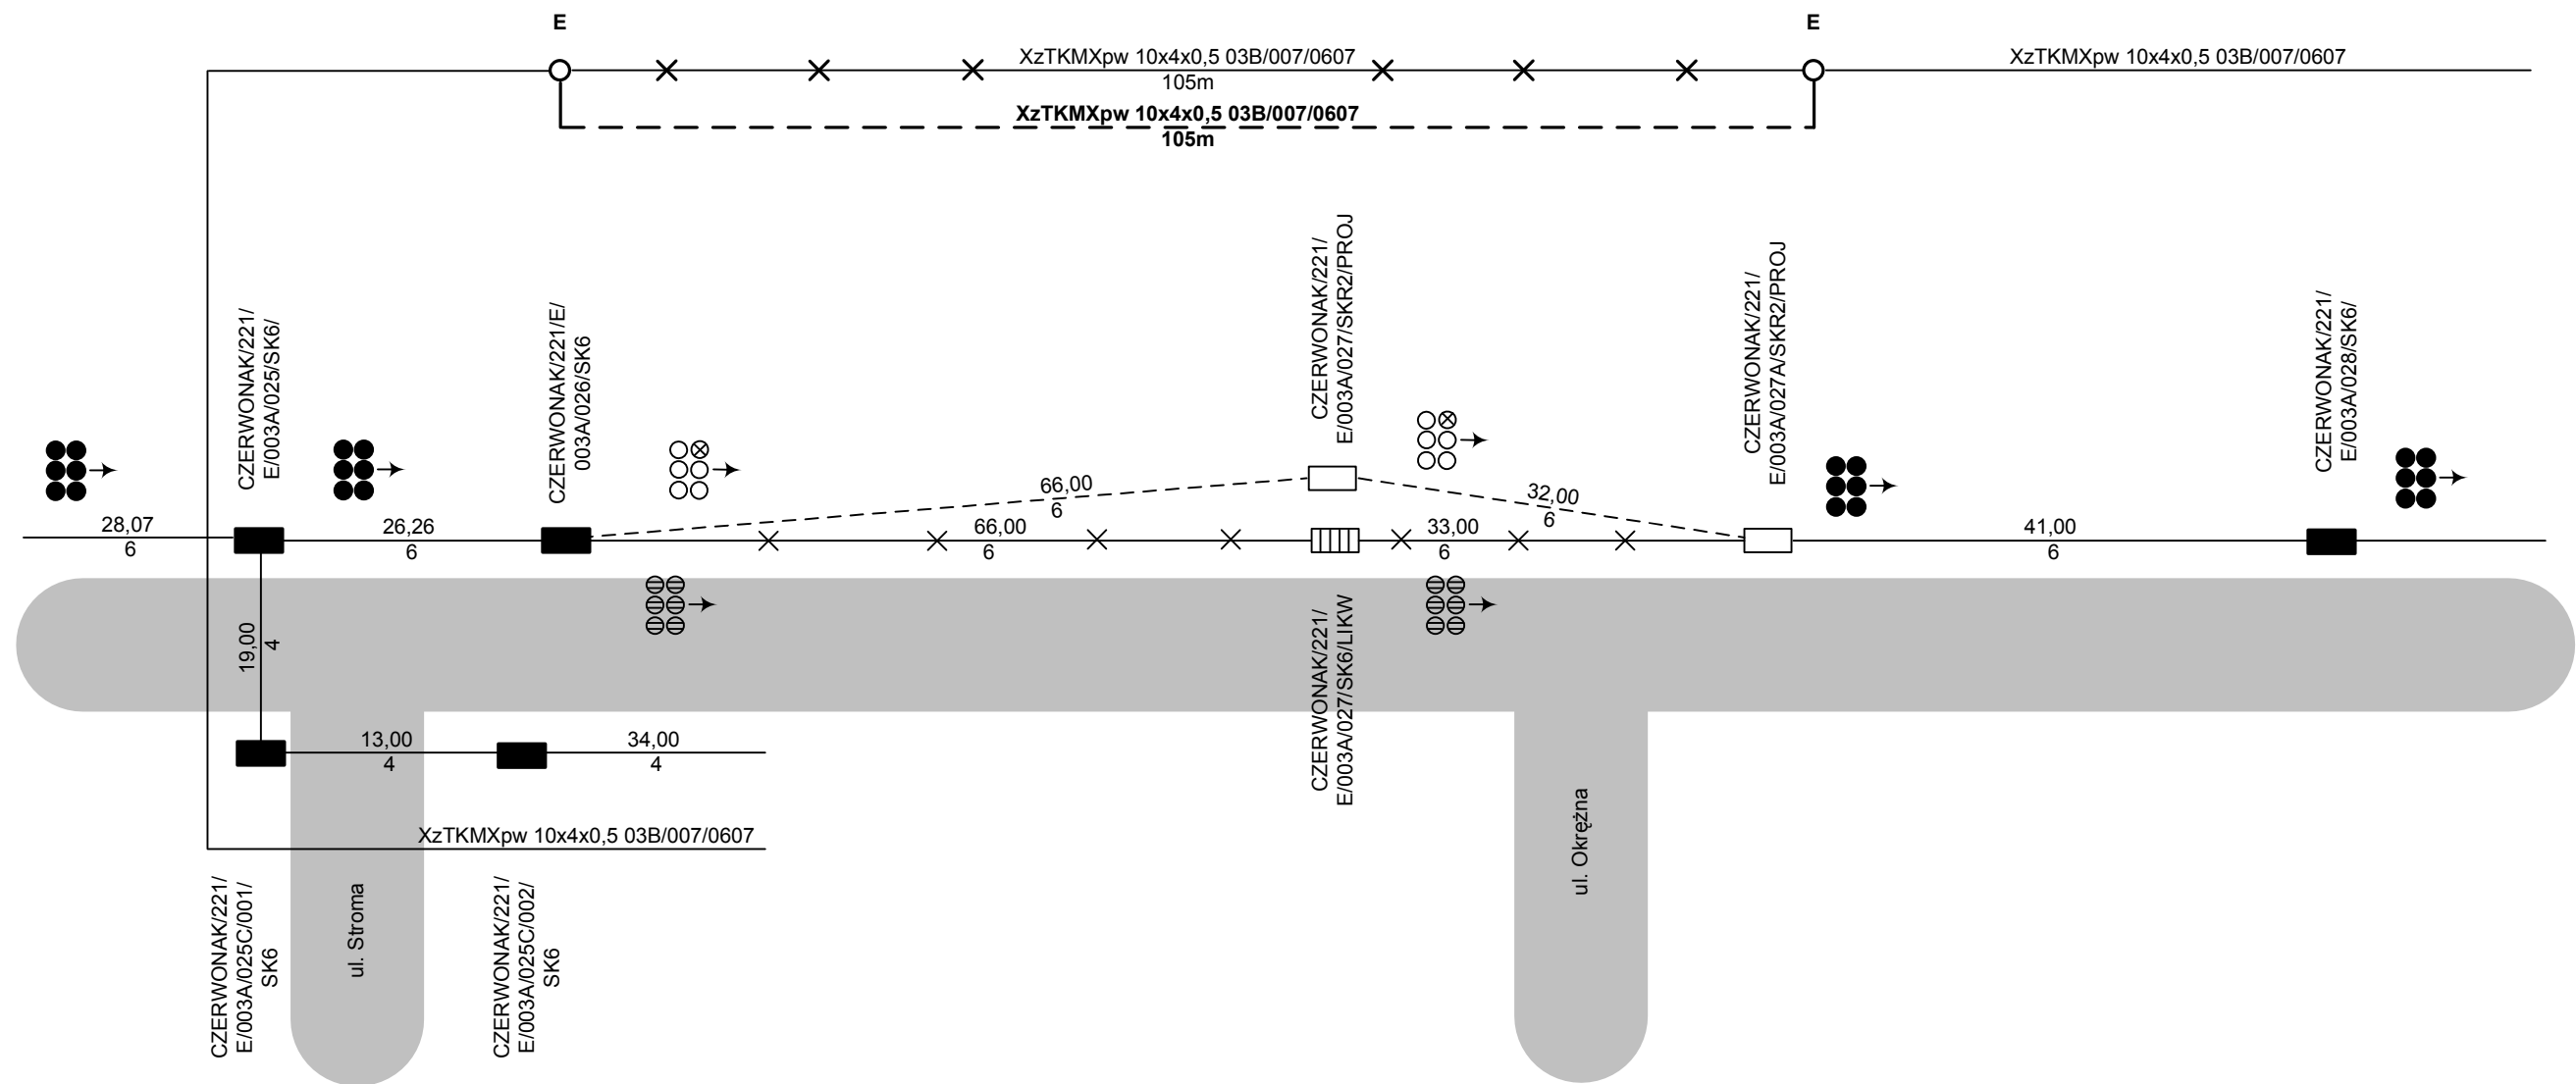 E
E
XzTKMXpw 10x4x0,5 03B/007/0607
105m
XzTKMXpw 10x4x0,5 03B/007/0607
XzTKMXpw 10x4x0,5 03B/007/0607
105m
CZERWONAK/221/
E/003A/025/SK6/
CZERWONAK/221/E/
003A/026/SK6
CZERWONAK/221/
E/003A/027/SKR2/PROJ
CZERWONAK/221/
E/003A/027A/SKR2/PROJ
CZERWONAK/221/
E/003A/028/SK6/
28,07
6
26,26
6
66,00
6
66,00
6
32,00
6
33,00
6
41,00
6
19,00
4
CZERWONAK/221/
E/003A/027/SK6/LIKW
13,00
4
34,00
4
XzTKMXpw 10x4x0,5 03B/007/0607
CZERWONAK/221/
E/003A/025C/001/
SK6
ul. Stroma
CZERWONAK/221/
E/003A/025C/002/
SK6
ul. Okrężna